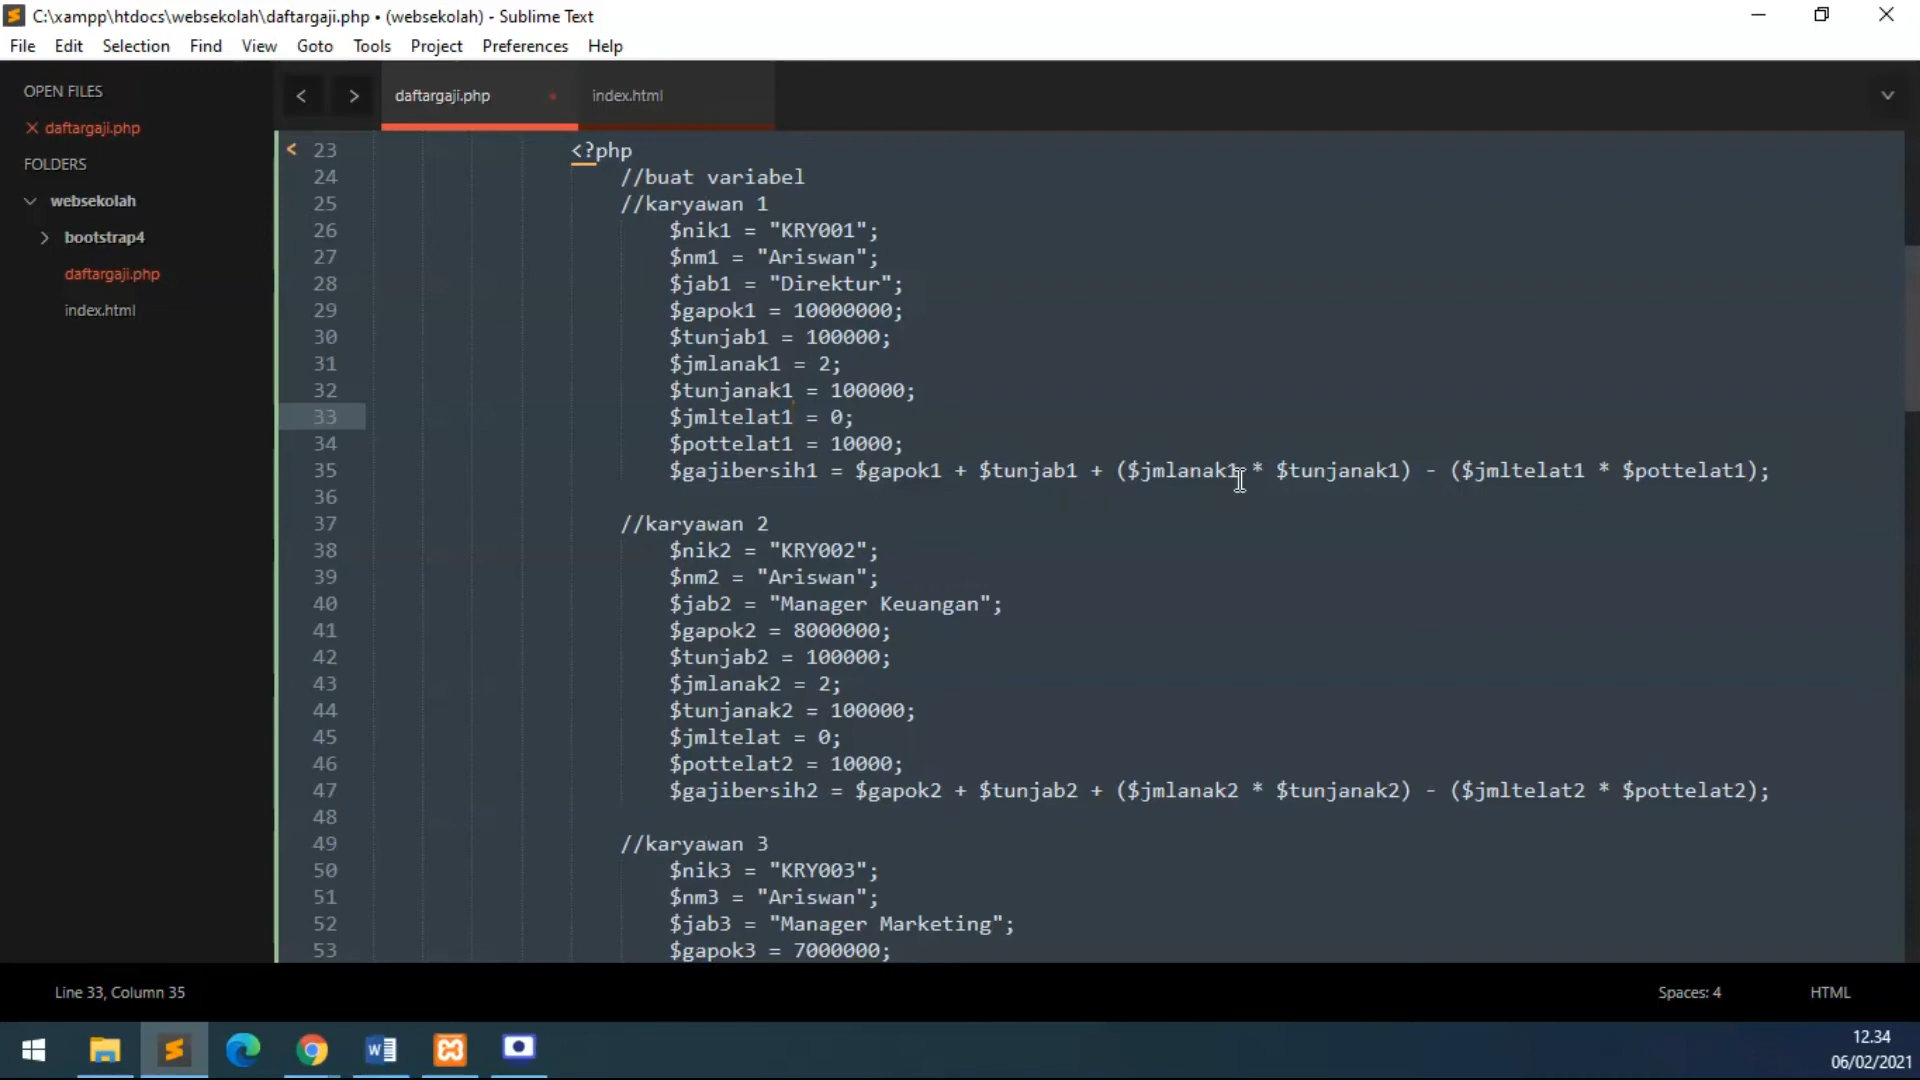 C:\xampp\htdocs\websekolah\daftargaji.php • (websekolah) - Sublime Text
File Edit Selection Find View Goto Tools Project Preferences Help
OPEN FILES
daftargaji.php
FOLDERS
websekolah
bootstrap4
daftargaji.php
index.html
daftargaji.php index.html
23 <?php
24 //buat variabel
25 //karyawan 1
26 $nik1 = "KRY001";
27 $nm1 = "Ariswan";
28 $jab1 = "Direktur";
29 $gapok1 = 10000000;
30 $tunjab1 = 100000;
31 $jmlanak1 = 2;
32 $tunjanak1 = 100000;
33 $jmltelat1 = 0;
34 $pottelat1 = 10000;
35 $gajibersih1 = $gapok1 + $tunjab1 + ($jmlanak1 * $tunjanak1) - ($jmltelat1 * $pottelat1);
36
37 //karyawan 2
38 $nik2 = "KRY002";
39 $nm2 = "Ariswan";
40 $jab2 = "Manager Keuangan";
41 $gapok2 = 8000000;
42 $tunjab2 = 100000;
43 $jmlanak2 = 2;
44 $tunjanak2 = 100000;
45 $jmltelat = 0;
46 $pottelat2 = 10000;
47 $gajibersih2 = $gapok2 + $tunjab2 + ($jmlanak2 * $tunjanak2) - ($jmltelat2 * $pottelat2);
48
49 //karyawan 3
50 $nik3 = "KRY003";
51 $nm3 = "Ariswan";
52 $jab3 = "Manager Marketing";
53 $gapok3 = 7000000;
Line 33, Column 35 Spaces: 4 HTML
12.34
06/02/2021